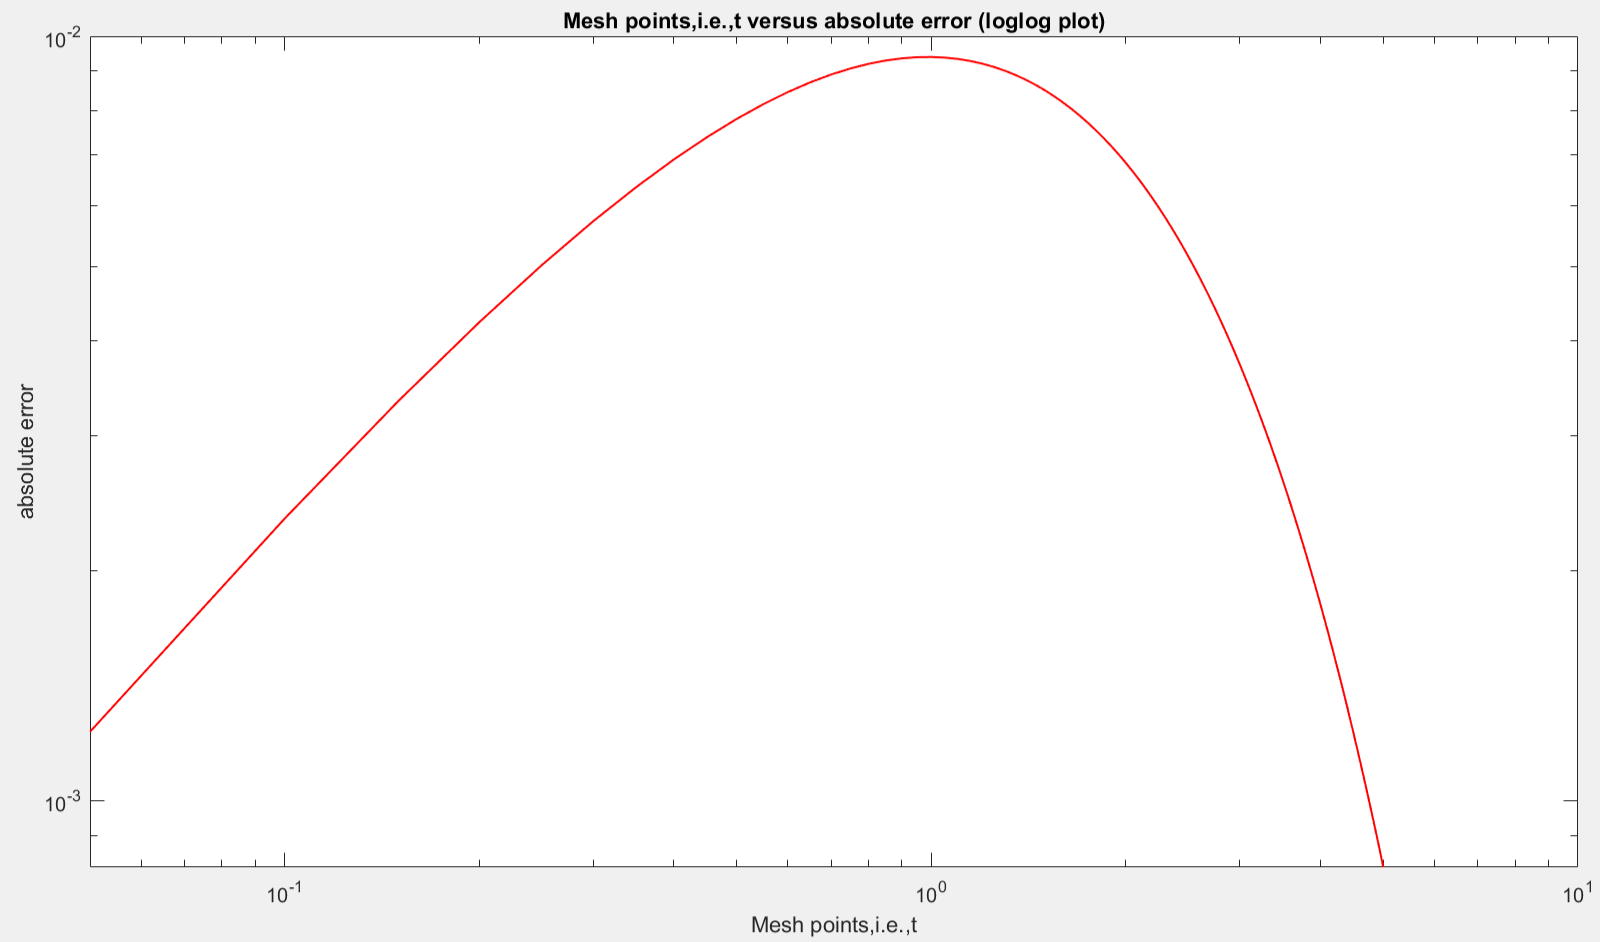 Mesh points,i.e.,t versus absolute error (loglog plot)
10^-2
absolute error
10^-3
10^-1
10^0
10^1
Mesh points,i.e.,t